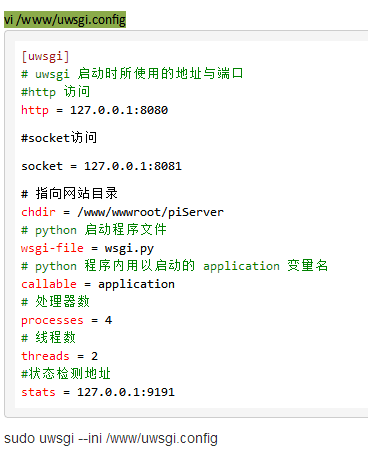 vi /www/uwsgi.config
[uwsgi]
# uwsgi 启动时所使用的地址与端口
#http 访问
http = 127.0.0.1:8080
#socket访问
socket = 127.0.0.1:8081
# 指向网站目录
chdir = /www/wwwroot/piServer
# python 启动程序文件
wsgi-file = wsgi.py
# python 程序内用以启动的 application 变量名
callable = application
# 处理器数
processes = 4
# 线程数
threads = 2
#状态检测地址
stats = 127.0.0.1:9191
sudo uwsgi --ini /www/uwsgi.config